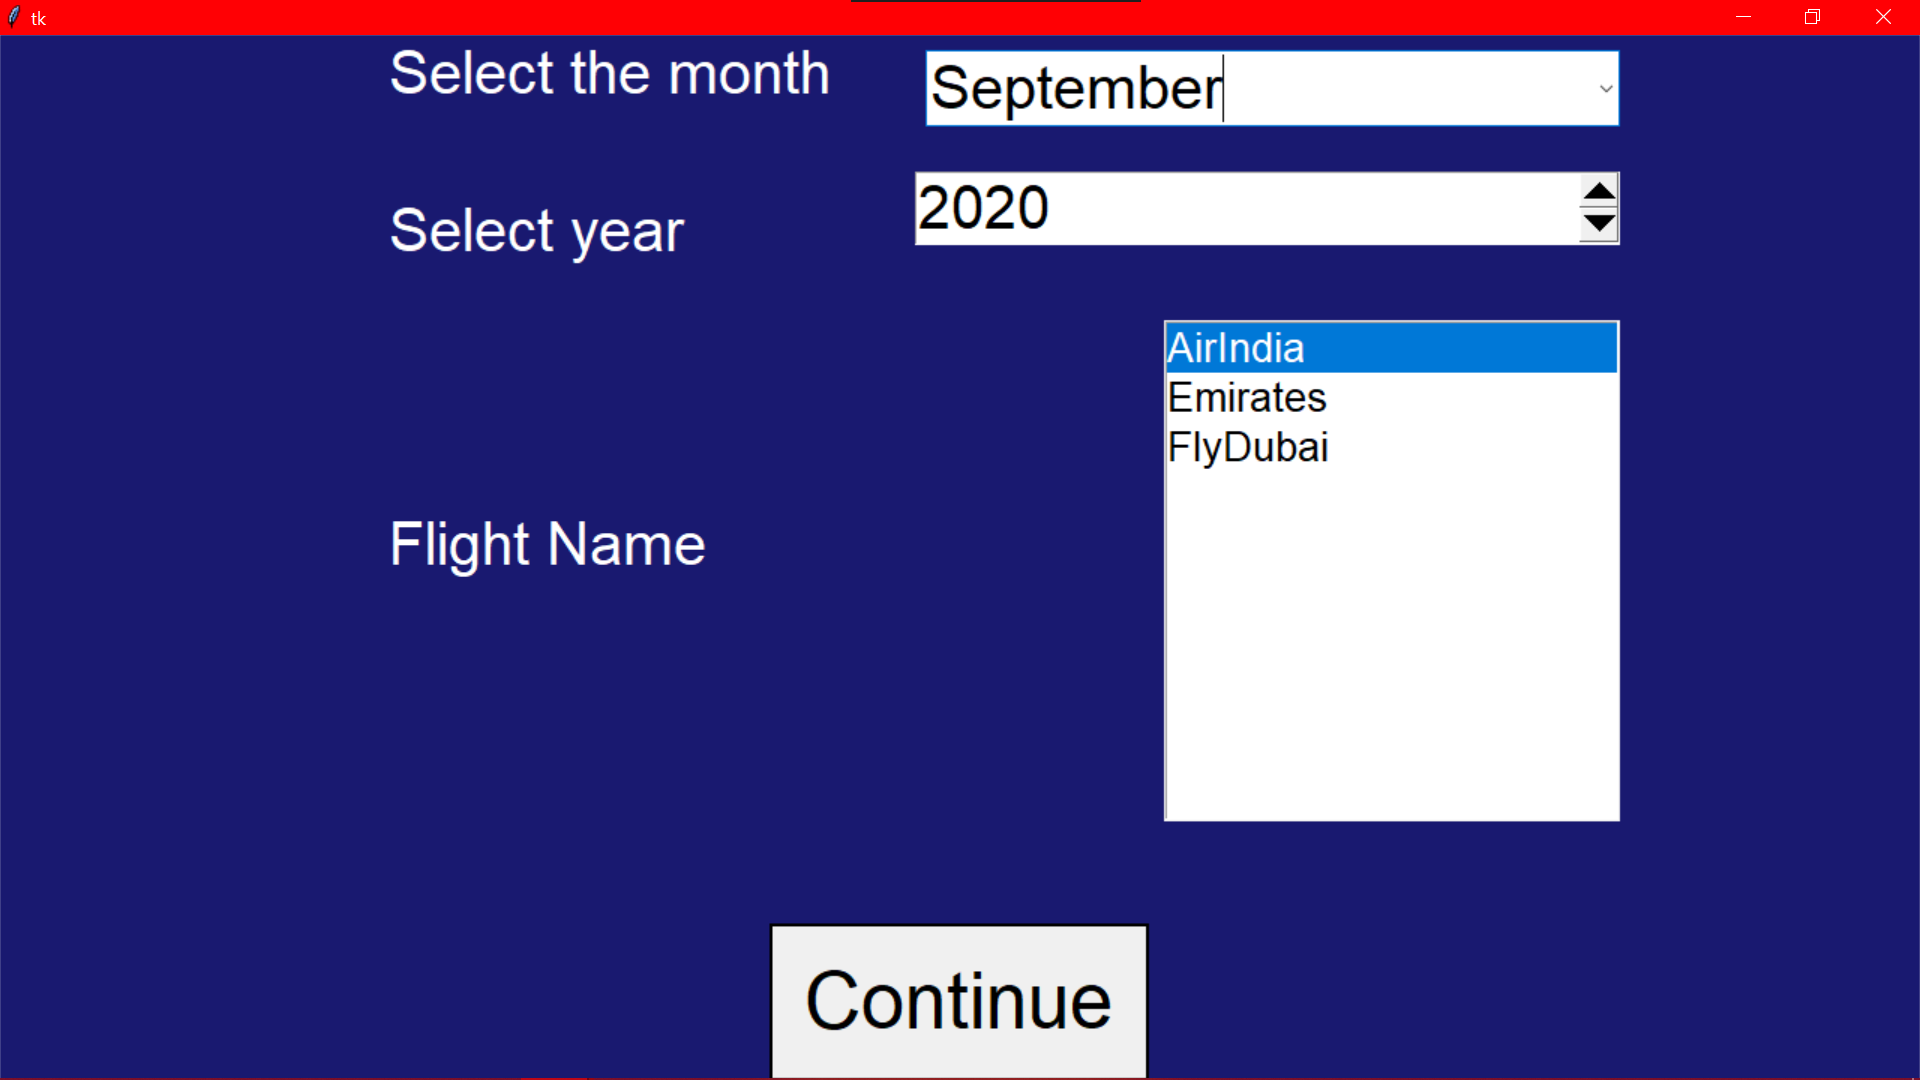 tk
Select the month
September
Select year
2020
AirIndia
Emirates
FlyDubai
Flight Name
Continue